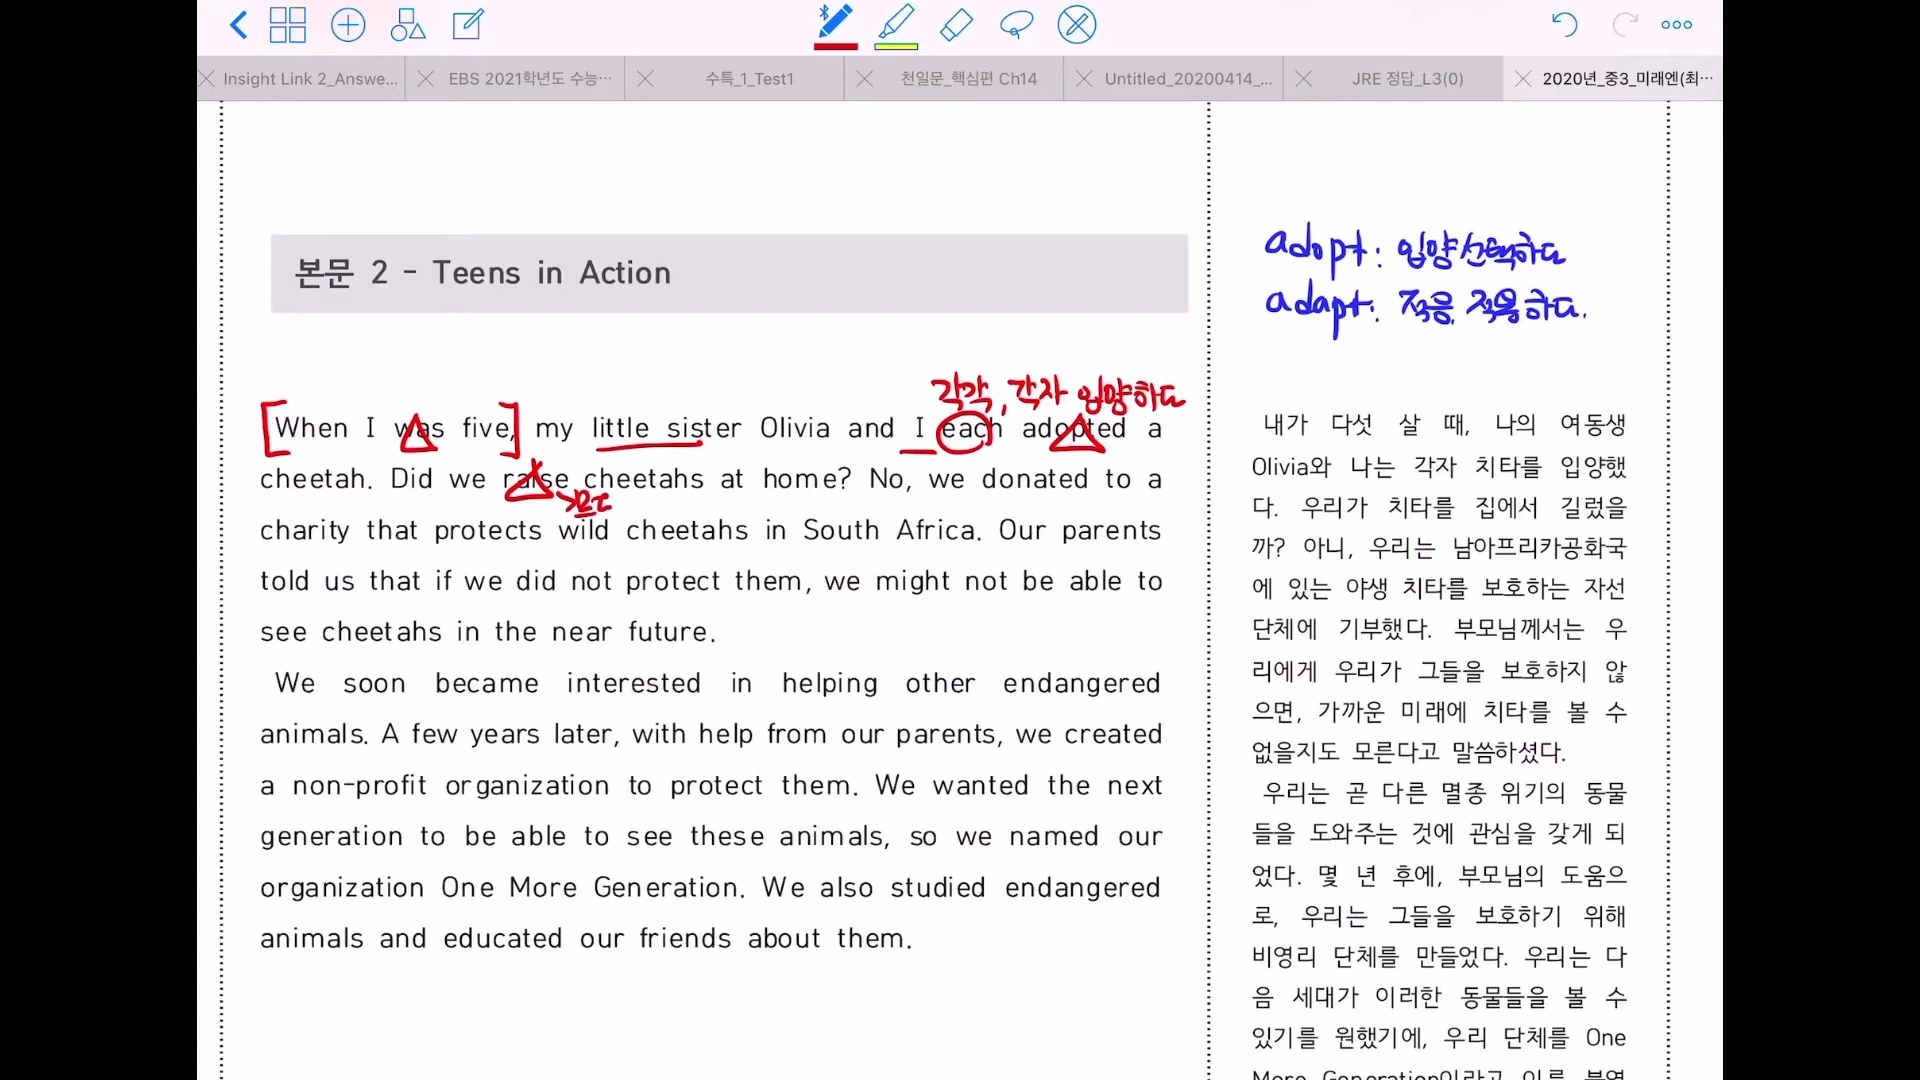 Insight Link 2_Answe...
EBS 2021학년도 수능…
수특_1_Test1
천일문_핵심편 Ch14
Untitled_20200414_...
JRE 정답_L3(0)
2020년_중3_미래엔(최…
본문 2 - Teens in Action
각각, 각자 입양하다
When I was five, my little sister Olivia and I each adopted a
cheetah. Did we raise cheetahs at home? No, we donated to a
charity that protects wild cheetahs in South Africa. Our parents
told us that if we did not protect them, we might not be able to
see cheetahs in the near future.
We soon became interested in helping other endangered
animals. A few years later, with help from our parents, we created
a non-profit organization to protect them. We wanted the next
generation to be able to see these animals, so we named our
organization One More Generation. We also studied endangered
animals and educated our friends about them.
adopt: 입양선택하다
adapt: 적응, 적용하다.
내가 다섯 살 때, 나의 여동생
Olivia와 나는 각자 치타를 입양했
다. 우리가 치타를 집에서 길렀을
까? 아니, 우리는 남아프리카공화국
에 있는 야생 치타를 보호하는 자선
단체에 기부했다. 부모님께서는 우
리에게 우리가 그들을 보호하지 않
으면, 가까운 미래에 치타를 볼 수
없을지도 모른다고 말씀하셨다.
우리는 곧 다른 멸종 위기의 동물
들을 도와주는 것에 관심을 갖게 되
었다. 몇 년 후에, 부모님의 도움으
로, 우리는 그들을 보호하기 위해
비영리 단체를 만들었다. 우리는 다
음 세대가 이러한 동물들을 볼 수
있기를 원했기에, 우리 단체를 One
More Generation이라고 이름 붙였